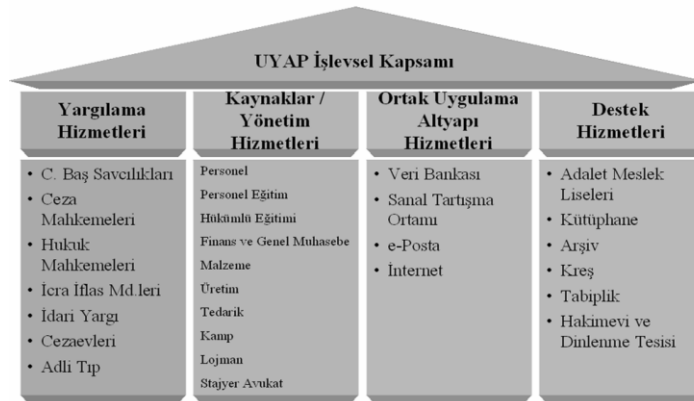 UYAP İşlevsel Kapsamı
Yargılama
Hizmetleri
• C. Baş Savcılıkları
• Ceza
Mahkemeleri
• Hukuk
Mahkemeleri
• İcra İflas Md.leri
• İdari Yargı
• Cezaevleri
• Adli Tıp
Kaynaklar /
Yönetim
Hizmetleri
Personel
Personel Eğitim
Hükümlü Eğitimi
Finans ve Genel Muhasebe
Malzeme
Üretim
Tedarik
Kamp
Lojman
Stajyer Avukat
Ortak Uygulama
Altyapı
Hizmetleri
• Veri Bankası
• Sanal Tartışma
Ortamı
• e-Posta
• İnternet
Destek
Hizmetleri
• Adalet Meslek
Liseleri
• Kütüphane
• Arşiv
• Kreş
• Tabiplik
• Hakimevi ve
Dinlenme Tesisi